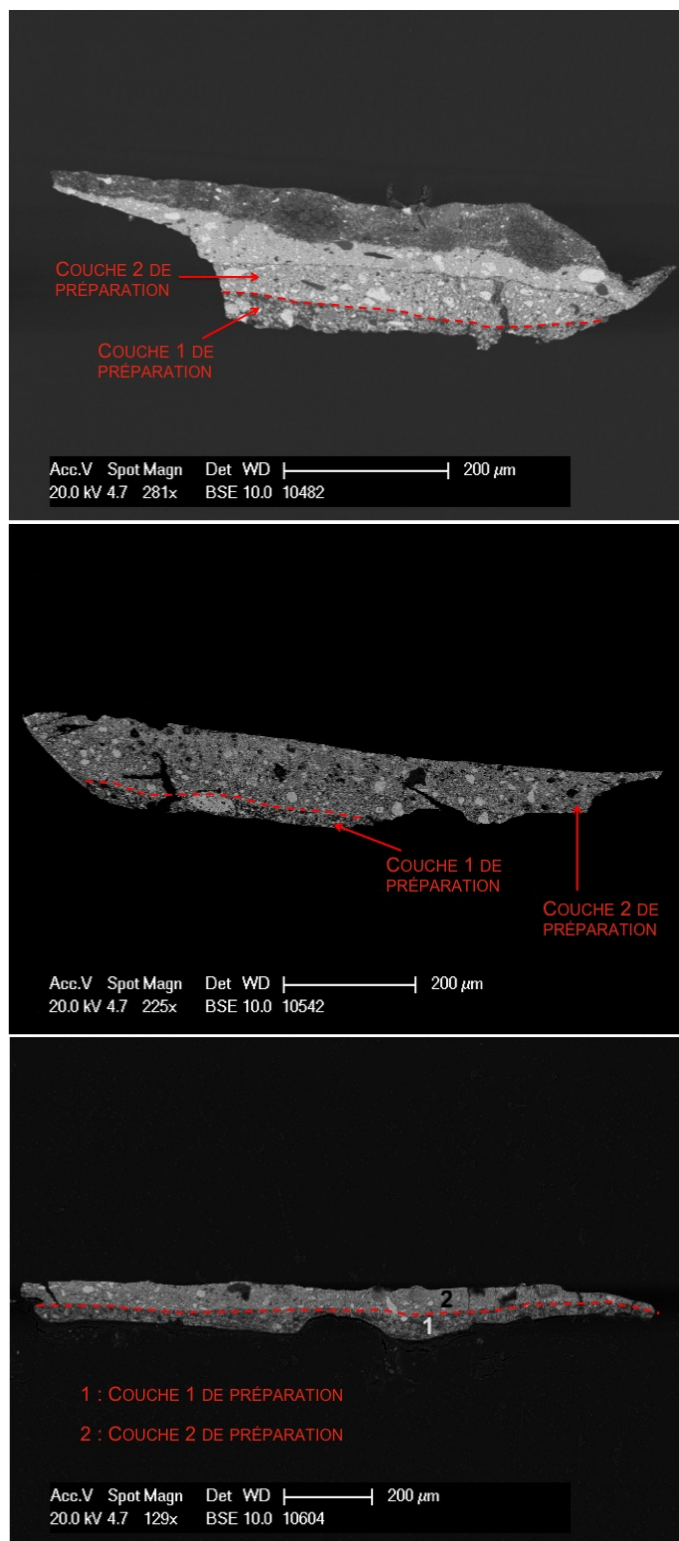 COUCHE 2 DE
PRÉPARATION
COUCHE 1 DE
PRÉPARATION
Acc.V Spot Magn Det WD 200 µm
20.0 kV 4.7 281x BSE 10.0 10482
COUCHE 1 DE
PRÉPARATION
COUCHE 2 DE
PRÉPARATION
Acc.V Spot Magn Det WD 200 µm
20.0 kV 4.7 225x BSE 10.0 10542
2
1
1 : COUCHE 1 DE PRÉPARATION
2 : COUCHE 2 DE PRÉPARATION
Acc.V Spot Magn Det WD 200 µm
20.0 kV 4.7 129x BSE 10.0 10604